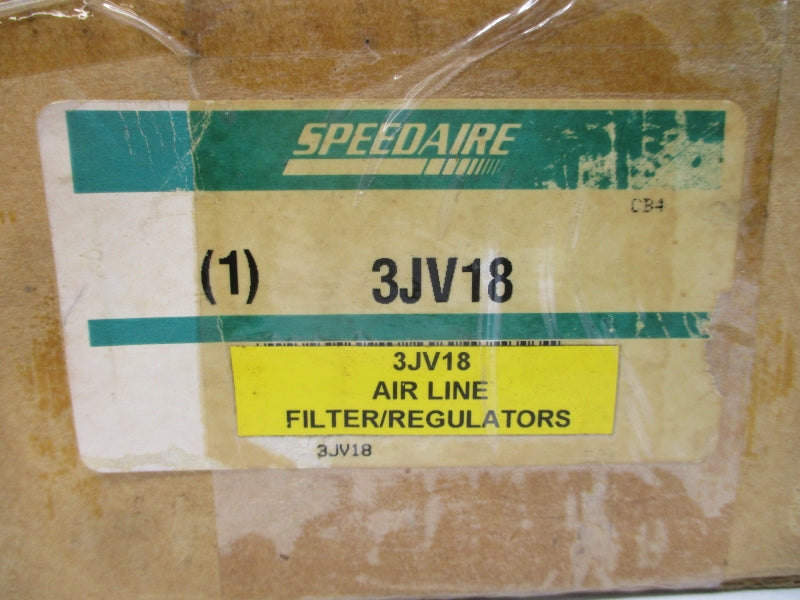 SPEEDAIRE
CB4
(1) 3JV18
3JV18
AIR LINE
FILTER/REGULATORS
3JV18